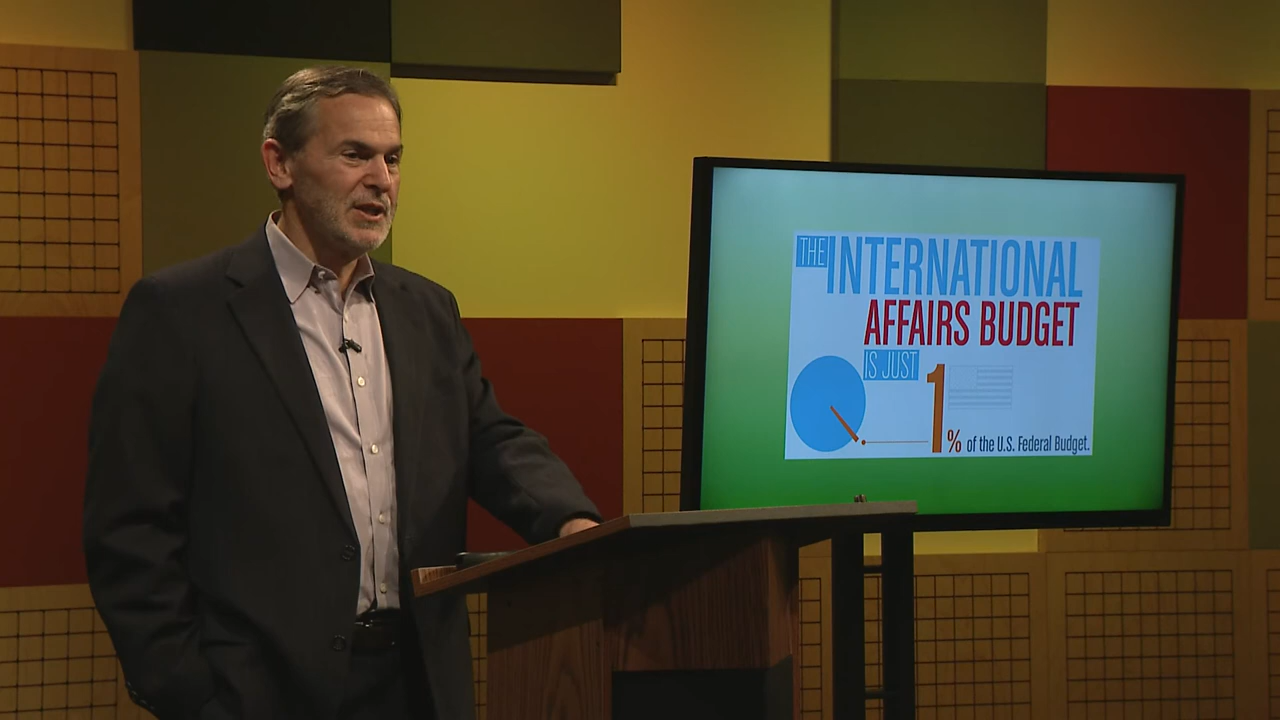 THE INTERNATIONAL
AFFAIRS BUDGET
IS JUST
1% of the U.S. Federal Budget.